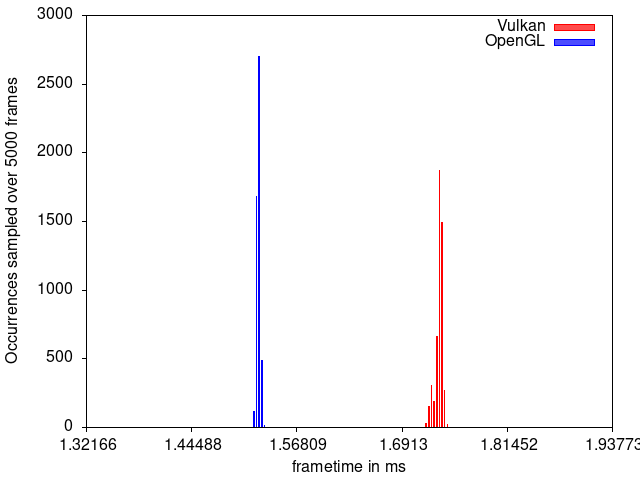 3000
Vulkan
OpenGL
2500
2000
1500
1000
500
0
Occurrences sampled over 5000 frames
1.32166 1.44488 1.56809 1.6913 1.81452 1.93773
frametime in ms